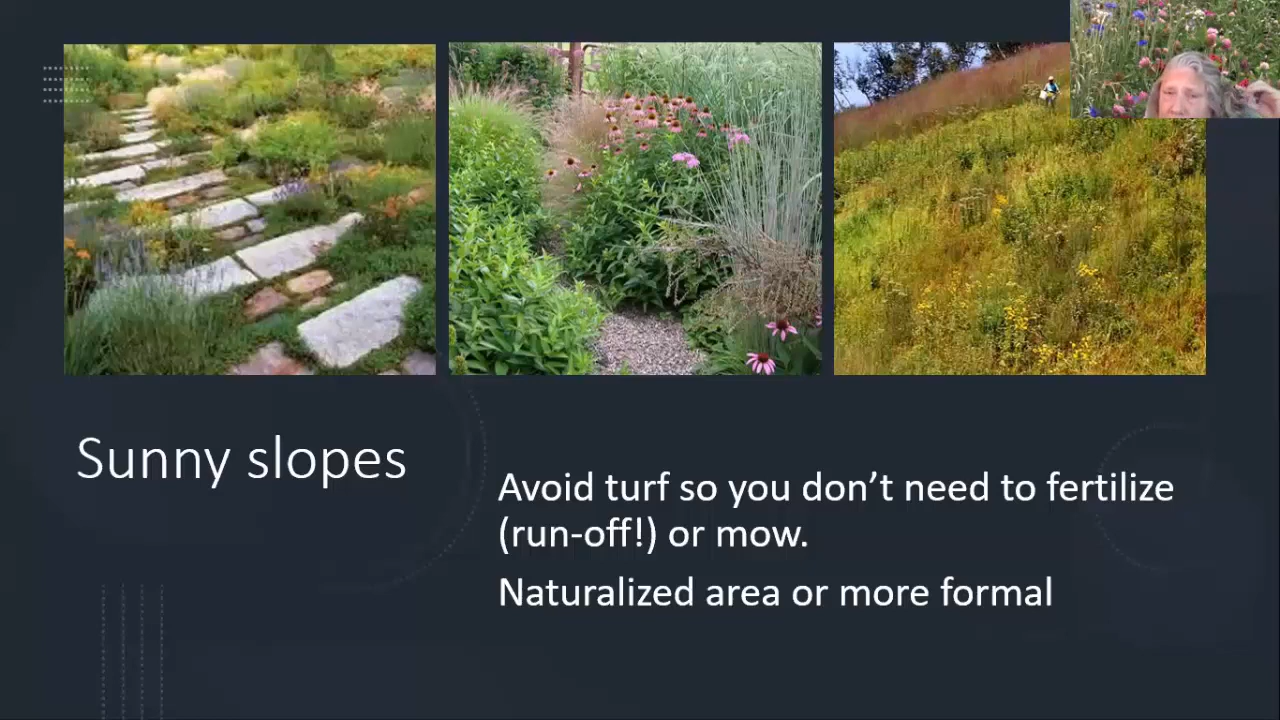 Sunny slopes
Avoid turf so you don’t need to fertilize
(run-off!) or mow.
Naturalized area or more formal